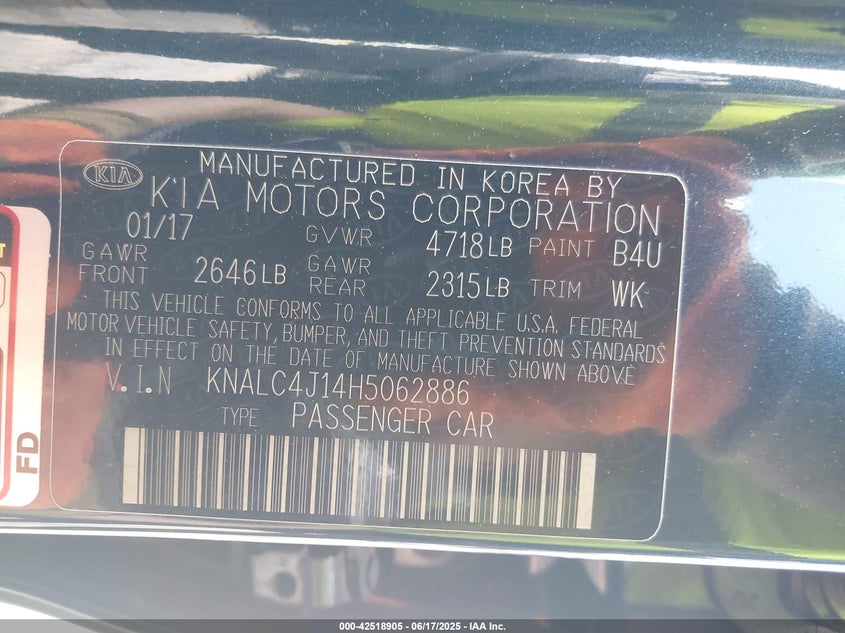 MANUFACTURED IN KOREA BY
KIA KIA MOTORS CORPORATION
01/17 GVWR 4718LB PAINT B4U
GAWR FRONT 2646LB GAWR REAR 2315LB TRIM WK
THIS VEHICLE CONFORMS TO ALL APPLICABLE U.S.A. FEDERAL
MOTOR VEHICLE SAFETY, BUMPER, AND THEFT PREVENTION STANDARDS
IN EFFECT ON THE DATE OF MANUFACTURE SHOWN ABOVE
V.I.N KNALC4J14H5062886
TYPE PASSENGER CAR
FD
000-42518905 - 06/17/2025 - IAA Inc.